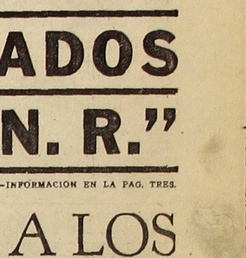 ADOS
N. R.”
-INFORMACION EN LA PAG. TRES.
A LOS